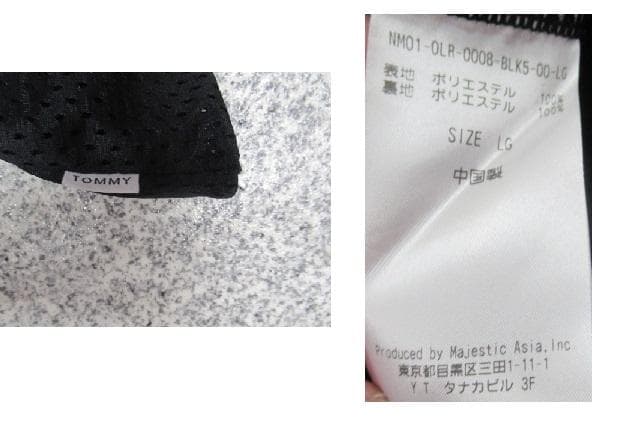 TOMMY
NM01-OLR-0008-BLK5-00-LG
表地 ポリエステル 100%
裏地 ポリエステル 100%
SIZE LG
中国製
Produced by Majestic Asia,Inc
東京都目黒区三田1-11-1
Y.T. タナカビル 3F